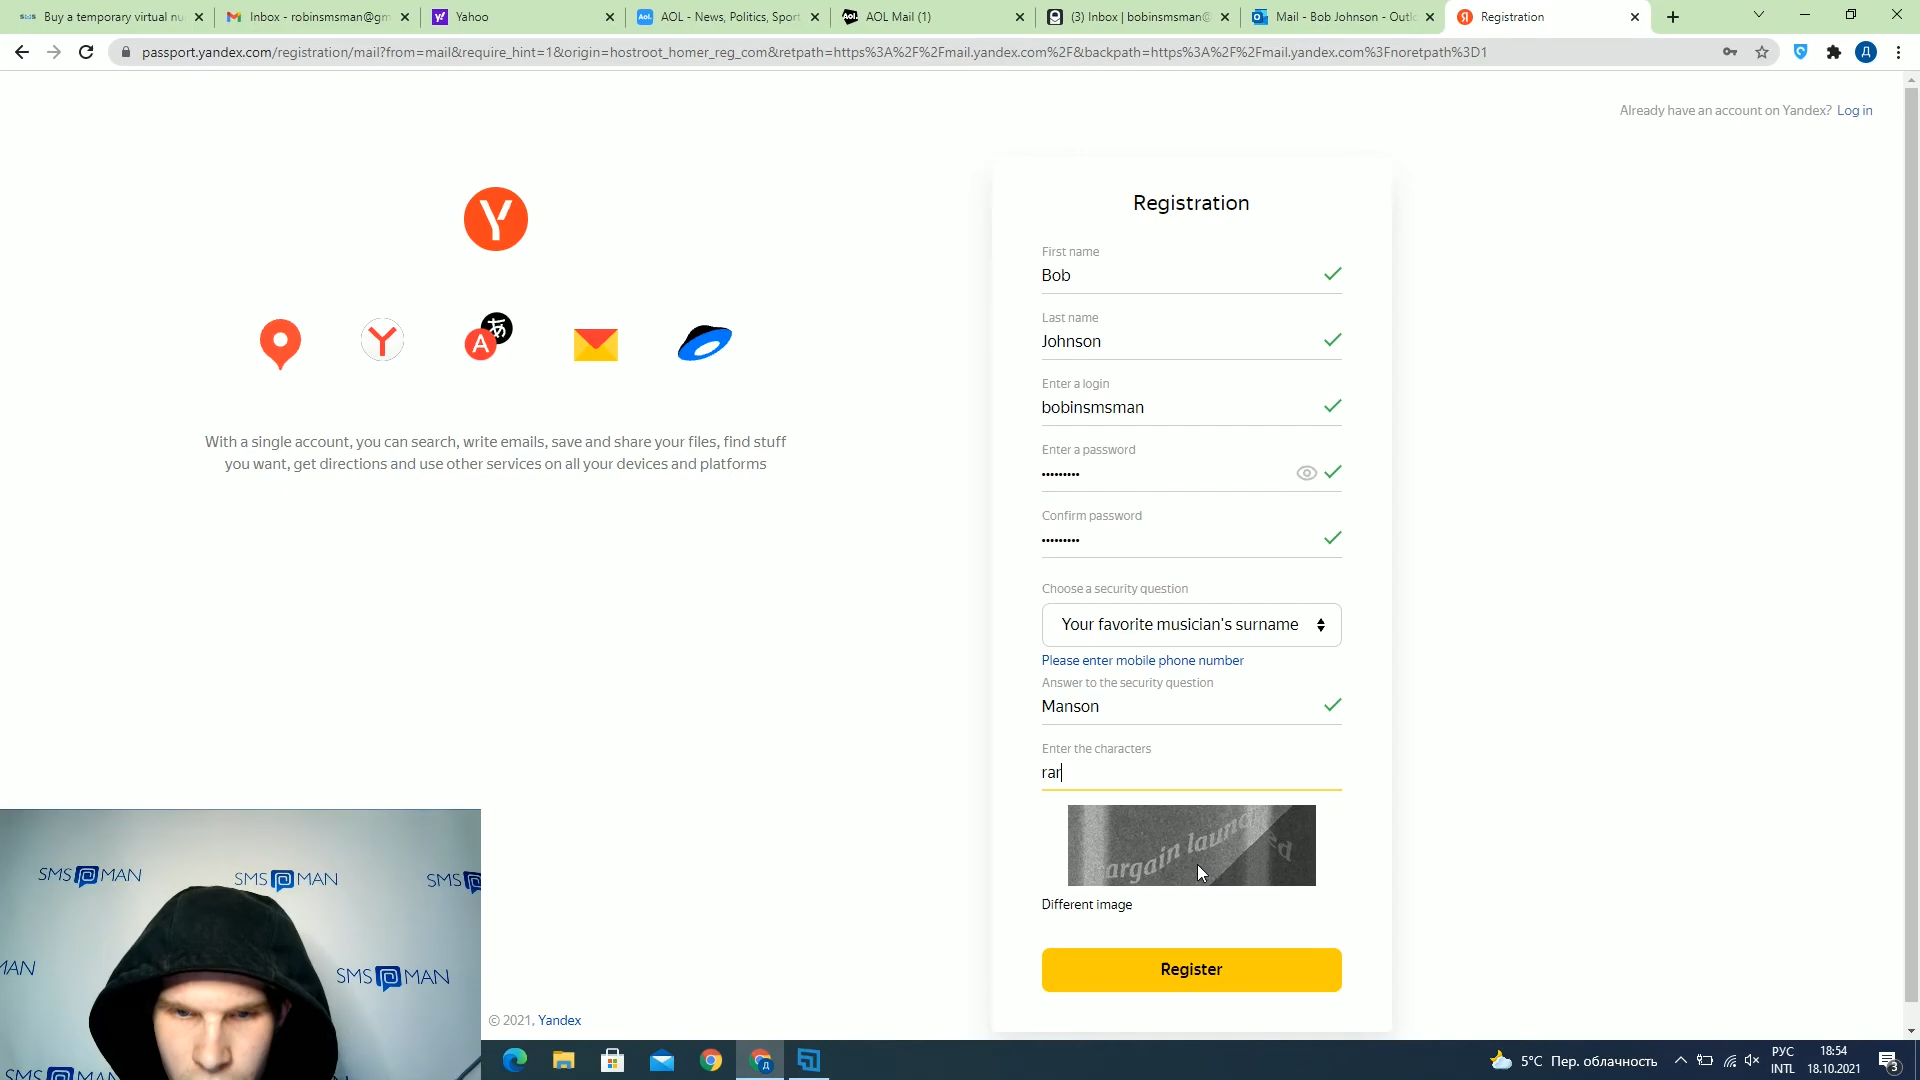 Buy a temporary virtual nu
Inbox - robinsmsman@gm
Yahoo
AOL - News, Politics, Sport
AOL Mail (1)
(3) Inbox | bobinsmsman@
Mail - Bob Johnson - Outlo
Registration
passport.yandex.com/registration/mail?from=mail&require_hint=1&origin=hostroot_homer_reg_com&retpath=https%3A%2F%2Fmail.yandex.com%2F&backpath=https%3A%2F%2Fmail.yandex.com%3Fnoretpath%3D1
Д
Already have an account on Yandex? Log in
Registration
First name
Bob
Last name
Johnson
Enter a login
bobinsmsman
Enter a password
Confirm password
With a single account, you can search, write emails, save and share your files, find stuff
you want, get directions and use other services on all your devices and platforms
Choose a security question
Your favorite musician's surname
Please enter mobile phone number
Answer to the security question
Manson
Enter the characters
rar
Different image
Register
SMS MAN
SMS MAN
SMS
MAN
SMS MAN
SMS
SMS MAN
© 2021, Yandex
5°C Пер. облачность
РУС
INTL
18:54
18.10.2021
3